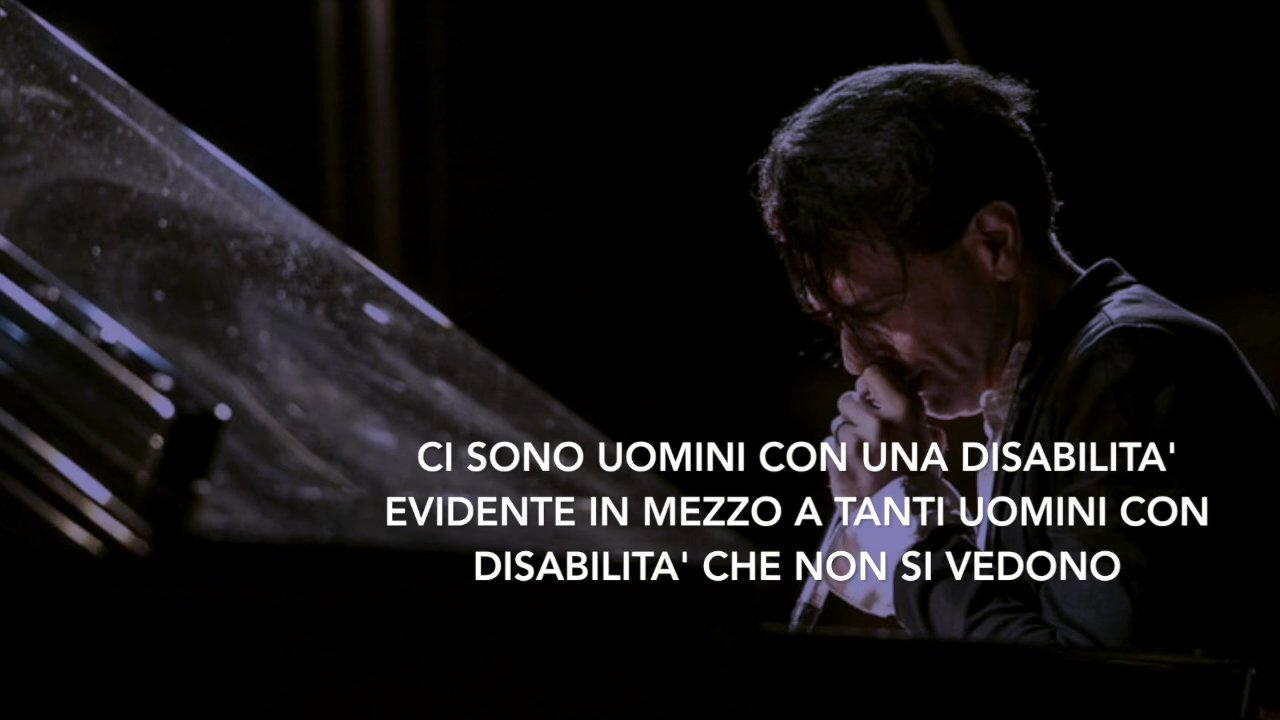 CI SONO UOMINI CON UNA DISABILITA'
EVIDENTE IN MEZZO A TANTI UOMINI CON
DISABILITA' CHE NON SI VEDONO